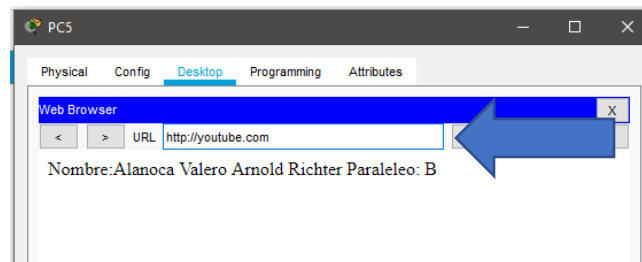 PC5
Physical Config Desktop Programming Attributes
Web Browser X
< > URL http://youtube.com
Nombre:Alanoca Valero Arnold Richter Paraleleo: B